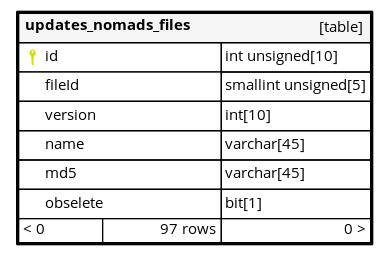 updates_nomads_files [table]
id int unsigned[10]
fileId smallint unsigned[5]
version int[10]
name varchar[45]
md5 varchar[45]
obselete bit[1]
< 0 97 rows 0 >